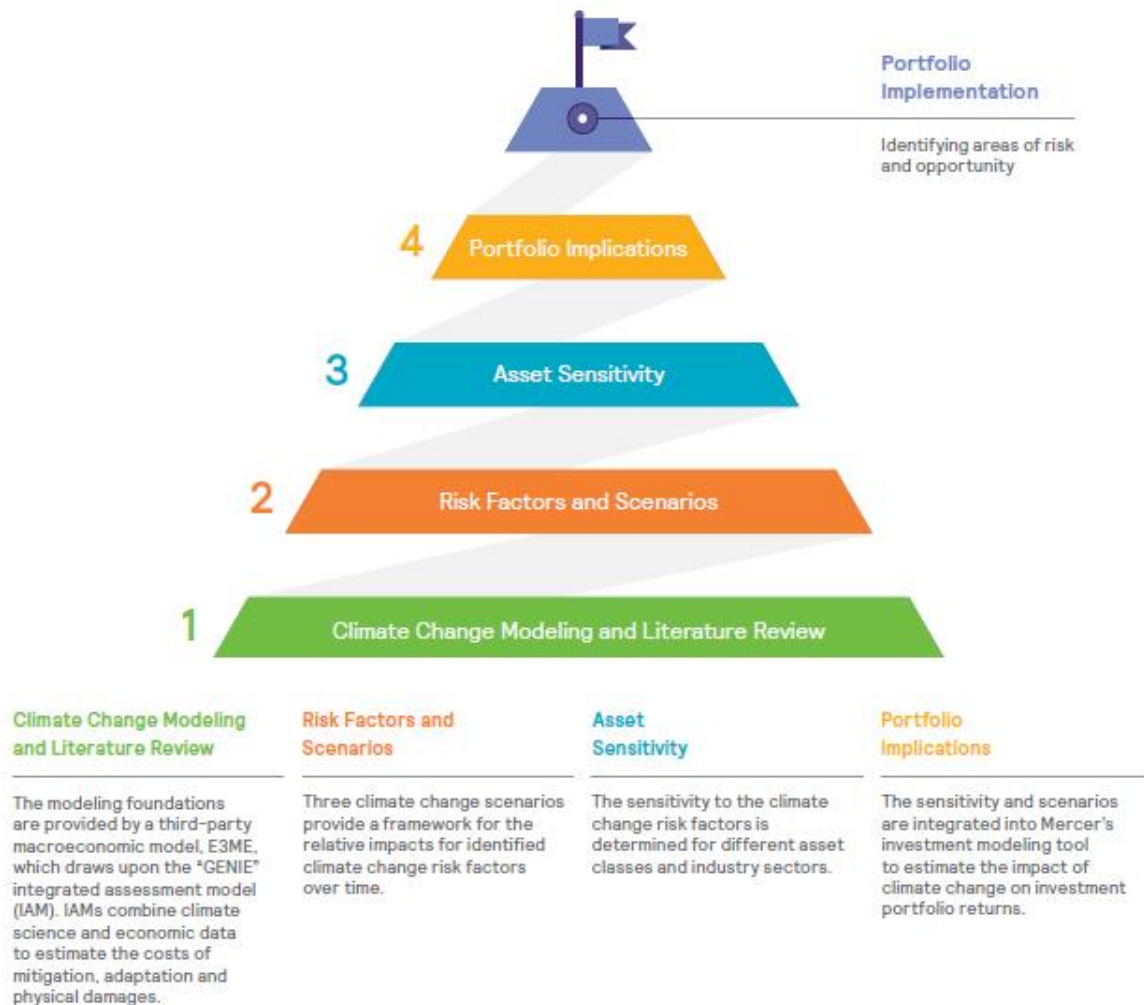 Portfolio
Implementation
Identifying areas of risk
and opportunity
4
Portfolio Implications
3
Asset Sensitivity
2
Risk Factors and Scenarios
1
Climate Change Modeling and Literature Review
Climate Change Modeling
and Literature Review
The modeling foundations
are provided by a third-party
macroeconomic model, E3ME,
which draws upon the “GENIE”
integrated assessment model
(IAM). IAMs combine climate
science and economic data
to estimate the costs of
mitigation, adaptation and
physical damages.
Risk Factors and
Scenarios
Three climate change scenarios
provide a framework for the
relative impacts for identified
climate change risk factors
over time.
Asset
Sensitivity
The sensitivity to the climate
change risk factors is
determined for different asset
classes and industry sectors.
Portfolio
Implications
The sensitivity and scenarios
are integrated into Mercer’s
investment modeling tool
to estimate the impact of
climate change on investment
portfolio returns.